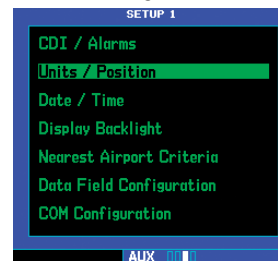 SETUP 1
CDI / Alarms
Units / Position
Date / Time
Display Backlight
Nearest Airport Criteria
Data Field Configuration
COM Configuration
AUX